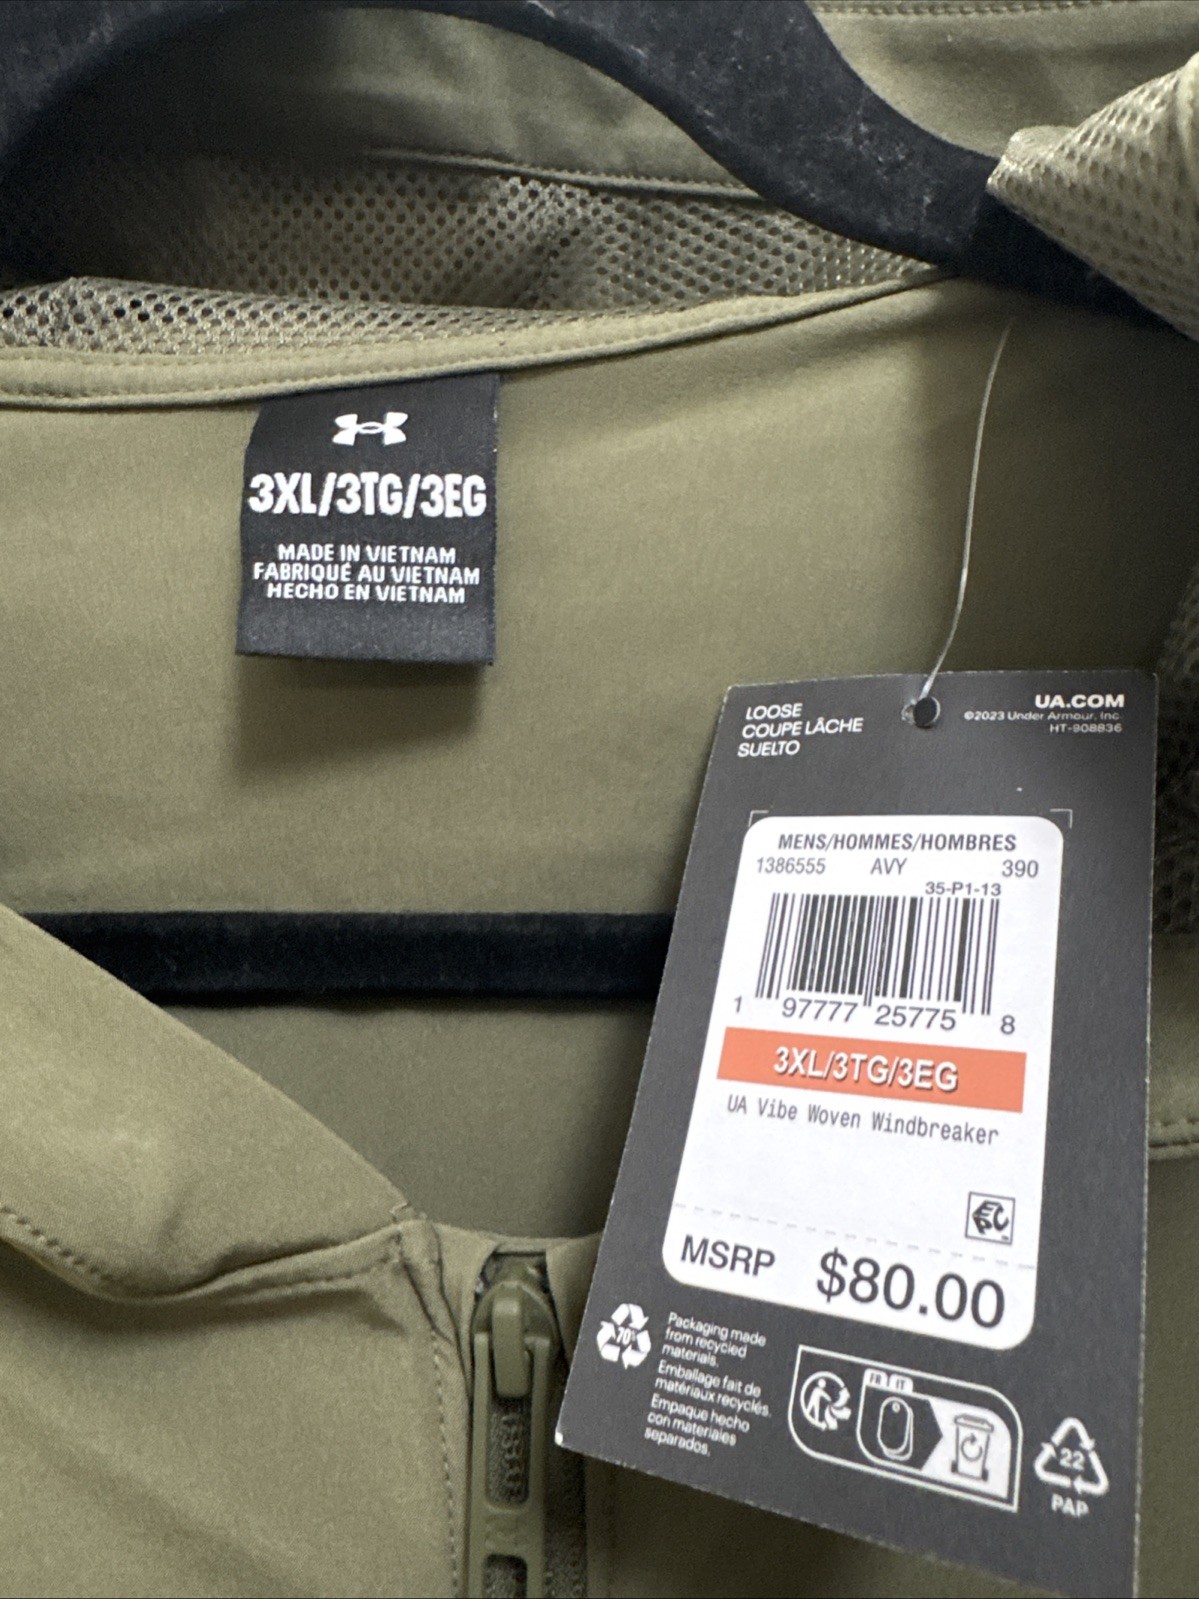 3XL/3TG/3EG
MADE IN VIETNAM
FABRIQUÉ AU VIETNAM
HECHO EN VIETNAM
LOOSE
COUPE LÂCHE
SUELTO
UA.COM
©2023 Under Armour, Inc.
HT-908836
MENS/HOMMES/HOMBRES
1386555 AVY 390
35-P1-13
1 97777 25775 8
3XL/3TG/3EG
UA Vibe Woven Windbreaker
EPC
MSRP $80.00
70%
Packaging made
from recycled
materials.
Emballage fait de
matériaux recyclés.
Empaque hecho
con materiales
separados.
FR IT
22
PAP